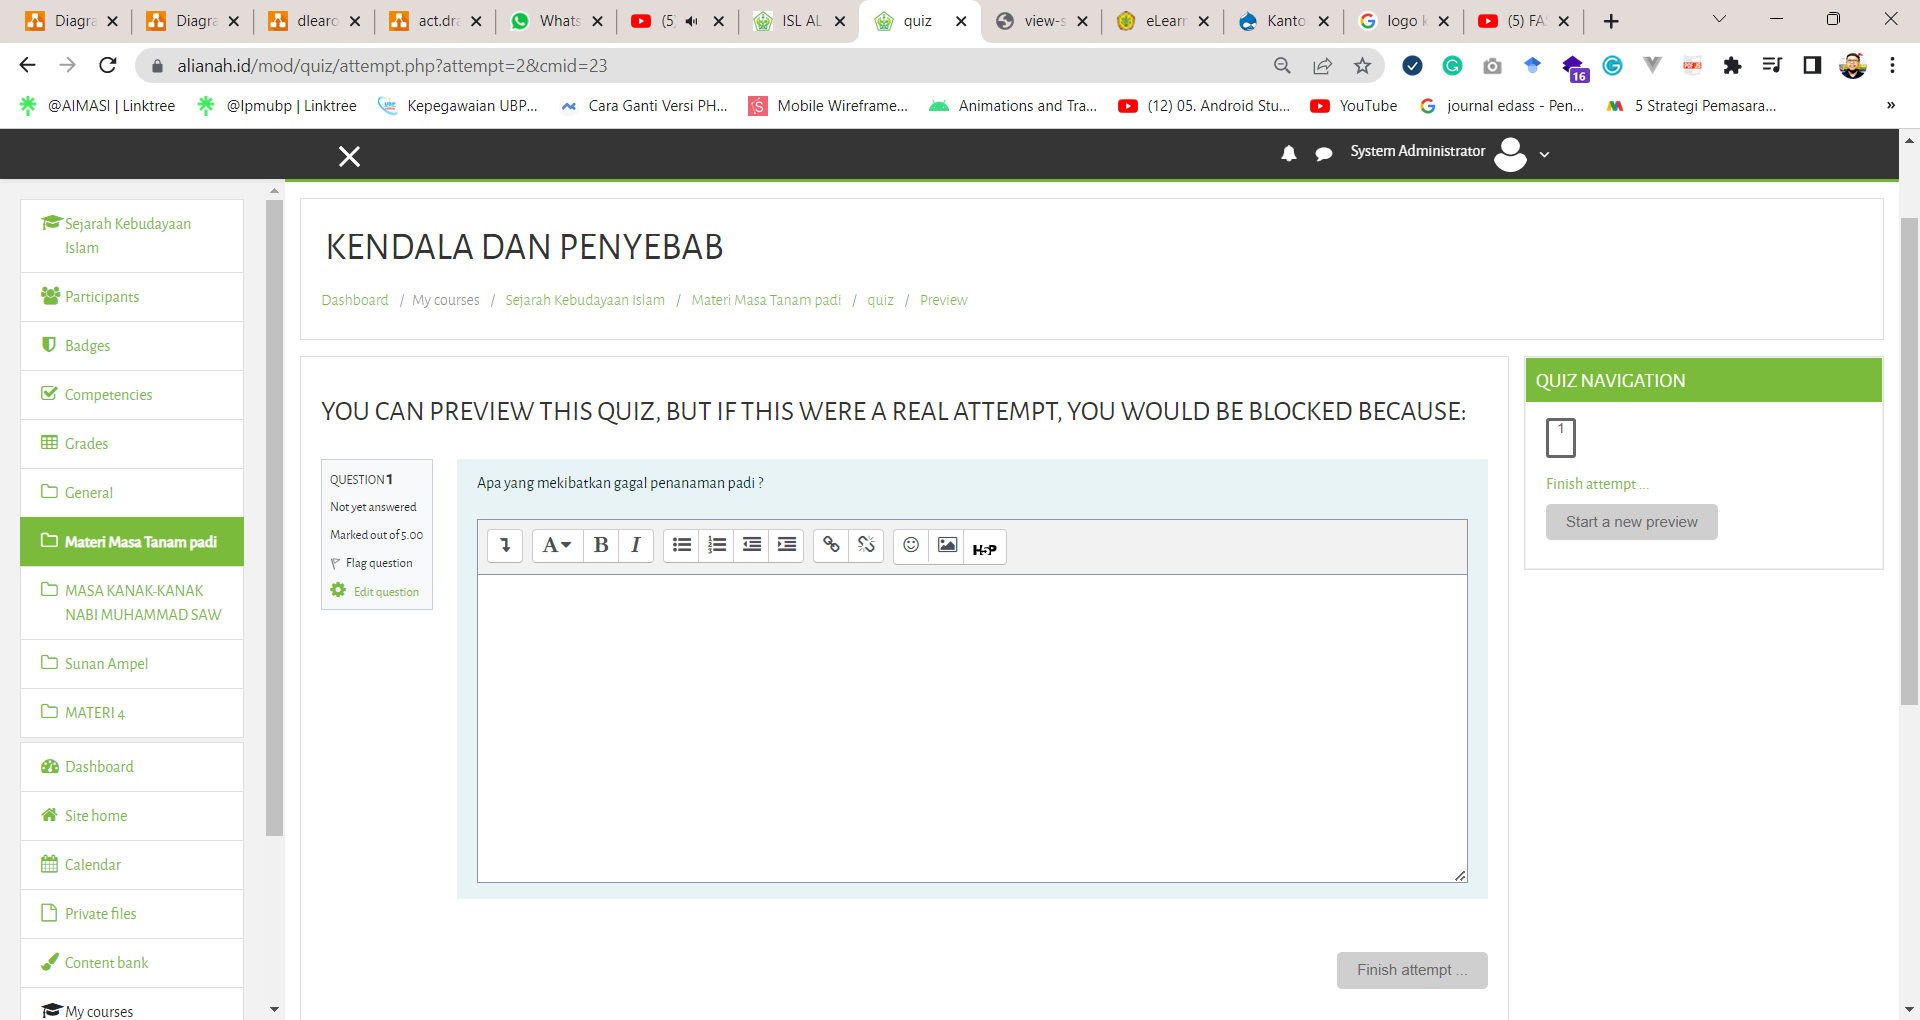 Diagra
Diagra
dlearo
act.dra
Whats
(5)
ISL AL
quiz
view-s
eLearn
Kanto
logo k
(5) FA
alianah.id/mod/quiz/attempt.php?attempt=2&cmid=23
16
@AIMASI | Linktree
@lpmubp | Linktree
Kepegawaian UBP...
Cara Ganti Versi PH...
Mobile Wireframe...
Animations and Tra...
(12) 05. Android Stu...
YouTube
journal edass - Pen...
5 Strategi Pemasara...
»
System Administrator
Sejarah Kebudayaan
Islam
Participants
Badges
Competencies
Grades
General
Materi Masa Tanam padi
MASA KANAK-KANAK
NABI MUHAMMAD SAW
Sunan Ampel
MATERI 4
Dashboard
Site home
Calendar
Private files
Content bank
My courses
KENDALA DAN PENYEBAB
Dashboard / My courses / Sejarah Kebudayaan Islam / Materi Masa Tanam padi / quiz / Preview
YOU CAN PREVIEW THIS QUIZ, BUT IF THIS WERE A REAL ATTEMPT, YOU WOULD BE BLOCKED BECAUSE:
QUESTION 1
Not yet answered
Marked out of 5.00
Flag question
Edit question
Apa yang mekibatkan gagal penanaman padi ?
A B I
H5P
Finish attempt ...
QUIZ NAVIGATION
1
Finish attempt ...
Start a new preview